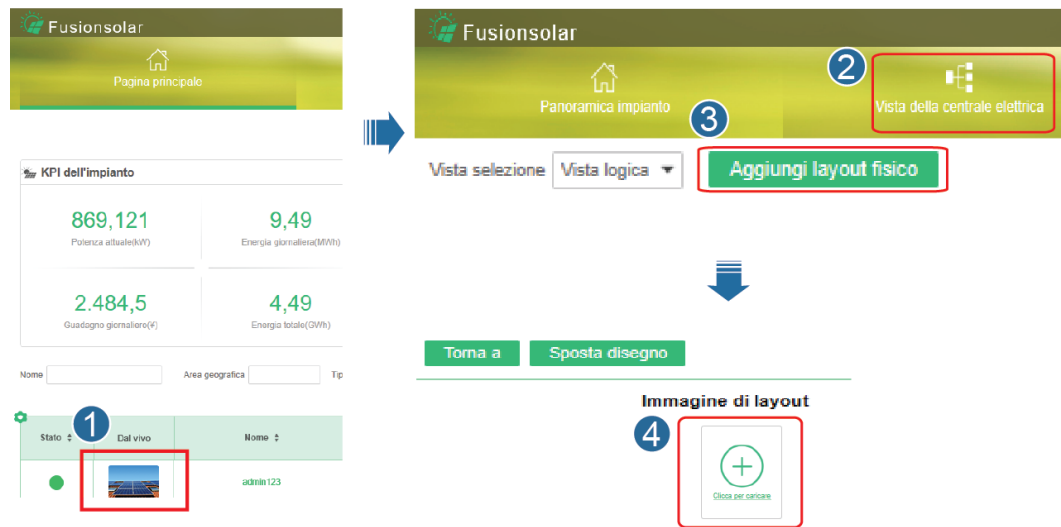 Fusionsolar
Pagina principale
KPI dell'impianto
869,121
9,49
Potenza attuale(kW)
Energia giornaliera(MWh)
2.484,5
4,49
Guadagno giornaliero(¥)
Energia totale(GWh)
Nome
Area geografica
Tip
1
Stato
Dal vivo
Nome
admin123
Fusionsolar
2
Panoramica impianto
Vista della centrale elettrica
3
Vista selezione
Vista logica
Aggiungi layout fisico
Torna a
Sposta disegno
Immagine di layout
4
Clicca per caricare